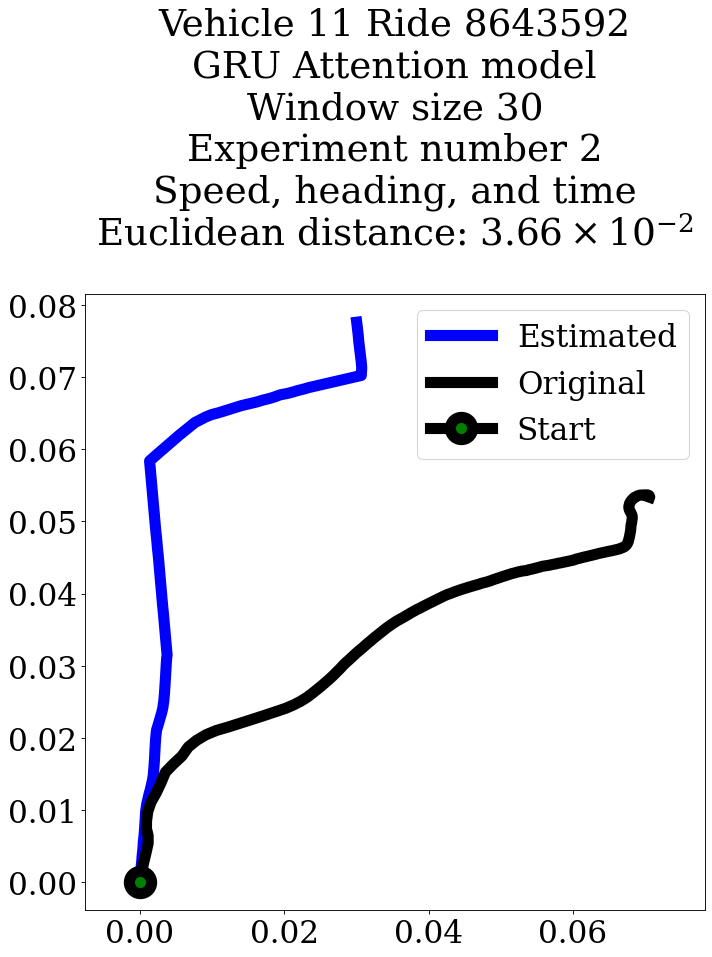 Vehicle 11 Ride 8643592
GRU Attention model
Window size 30
Experiment number 2
Speed, heading, and time
Euclidean distance: 3.66 × 10⁻²
0.08
0.07
0.06
0.05
0.04
0.03
0.02
0.01
0.00
Estimated
Original
Start
0.00 0.02 0.04 0.06